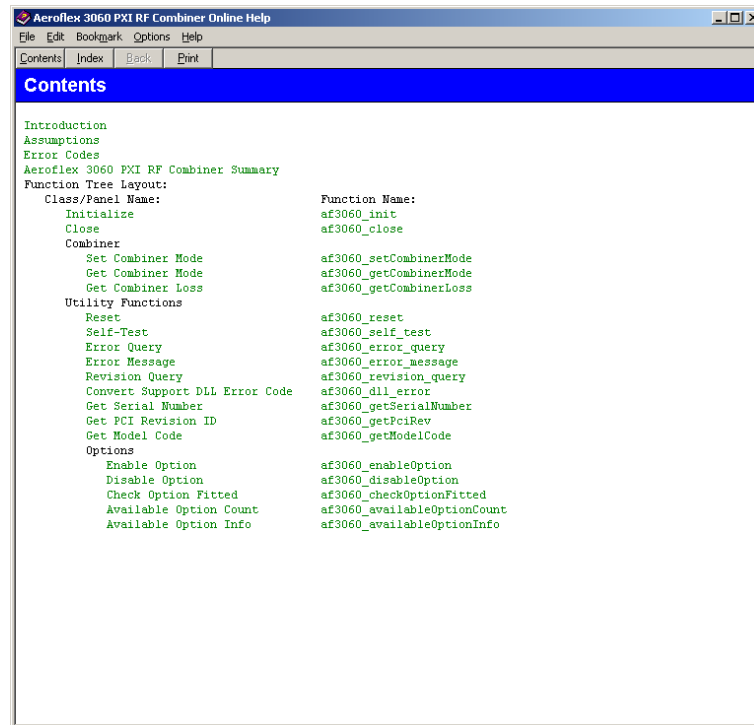 Aeroflex 3060 PXI RF Combiner Online Help
File Edit Bookmark Options Help
Contents Index Back Print
Contents
Introduction
Assumptions
Error Codes
Aeroflex 3060 PXI RF Combiner Summary
Function Tree Layout:
Class/Panel Name: Function Name:
Initialize af3060_init
Close af3060_close
Combiner
Set Combiner Mode af3060_setCombinerMode
Get Combiner Mode af3060_getCombinerMode
Get Combiner Loss af3060_getCombinerLoss
Utility Functions
Reset af3060_reset
Self-Test af3060_self_test
Error Query af3060_error_query
Error Message af3060_error_message
Revision Query af3060_revision_query
Convert Support DLL Error Code af3060_dll_error
Get Serial Number af3060_getSerialNumber
Get PCI Revision ID af3060_getPciRev
Get Model Code af3060_getModelCode
Options
Enable Option af3060_enableOption
Disable Option af3060_disableOption
Check Option Fitted af3060_checkOptionFitted
Available Option Count af3060_availableOptionCount
Available Option Info af3060_availableOptionInfo